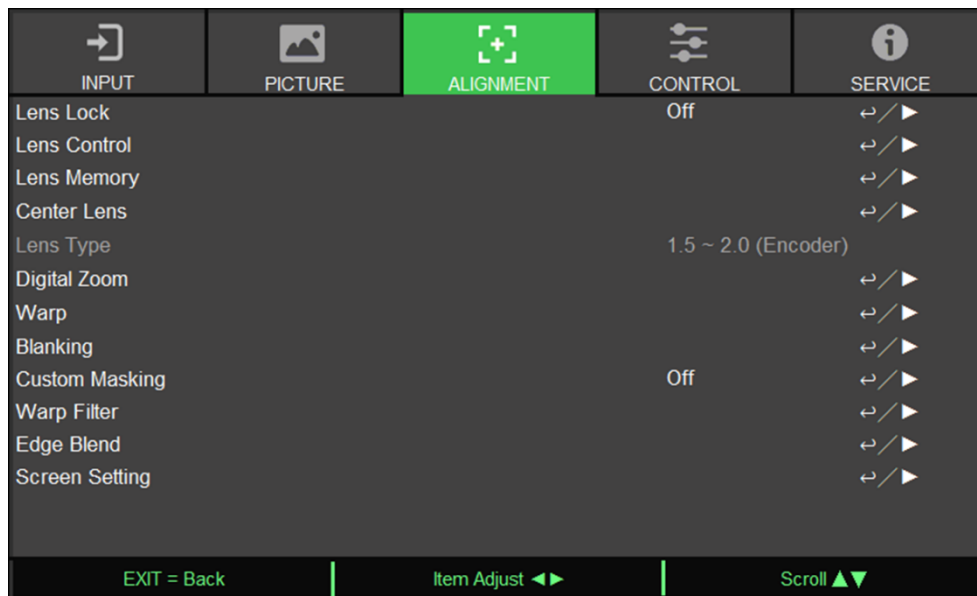 INPUT PICTURE ALIGNMENT CONTROL SERVICE
Lens Lock Off
Lens Control
Lens Memory
Center Lens
Lens Type 1.5 ~ 2.0 (Encoder)
Digital Zoom
Warp
Blanking
Custom Masking Off
Warp Filter
Edge Blend
Screen Setting
EXIT = Back Item Adjust ◀▶ Scroll ▲▼